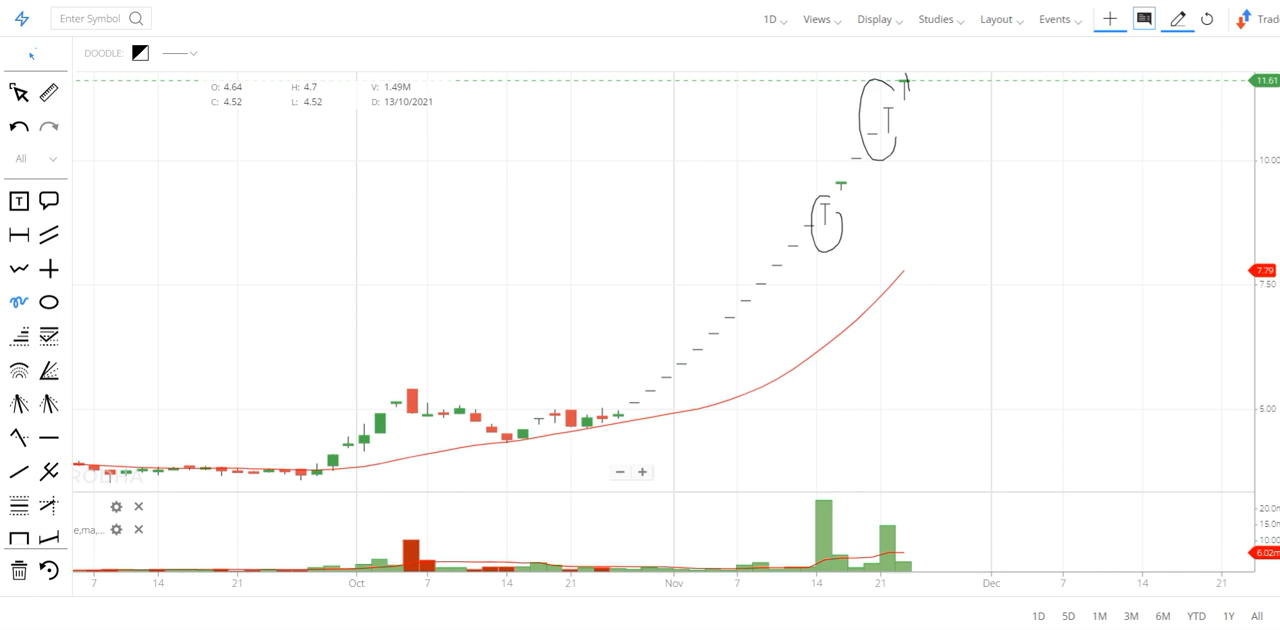 Enter Symbol
1D Views Display Studies Layout Events Trad
DOODLE:
O: 4.64 H: 4.7 V: 1.49M
C: 4.52 L: 4.52 D: 13/10/2021
11.61
All
10.00
T
7.79
7.50
5.00
RODHA
e,ma,...
20.0m
15.0m
10.00
6.02m
7 14 21 Oct 7 14 21 Nov 7 14 21 Dec 7 14 21
1D 5D 1M 3M 6M YTD 1Y All